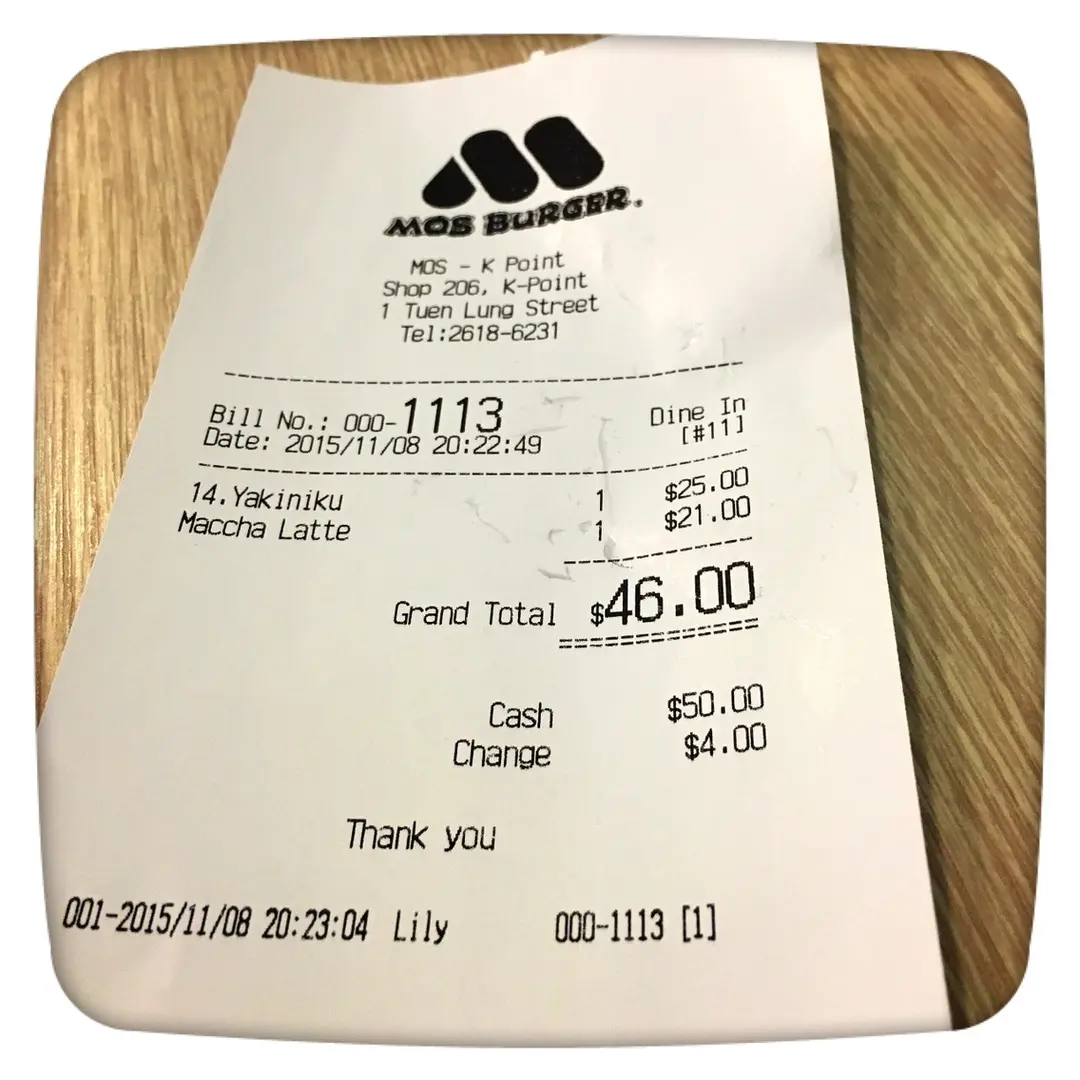 MOS BURGER.
MOS - K Point
Shop 206, K-Point
1 Tuen Lung Street
Tel:2618-6231
Bill No.: 000-1113 Dine In
Date: 2015/11/08 20:22:49 [#11]
14.Yakiniku 1 $25.00
Maccha Latte 1 $21.00
Grand Total $46.00
Cash $50.00
Change $4.00
Thank you
001-2015/11/08 20:23:04 Lily 000-1113 [1]